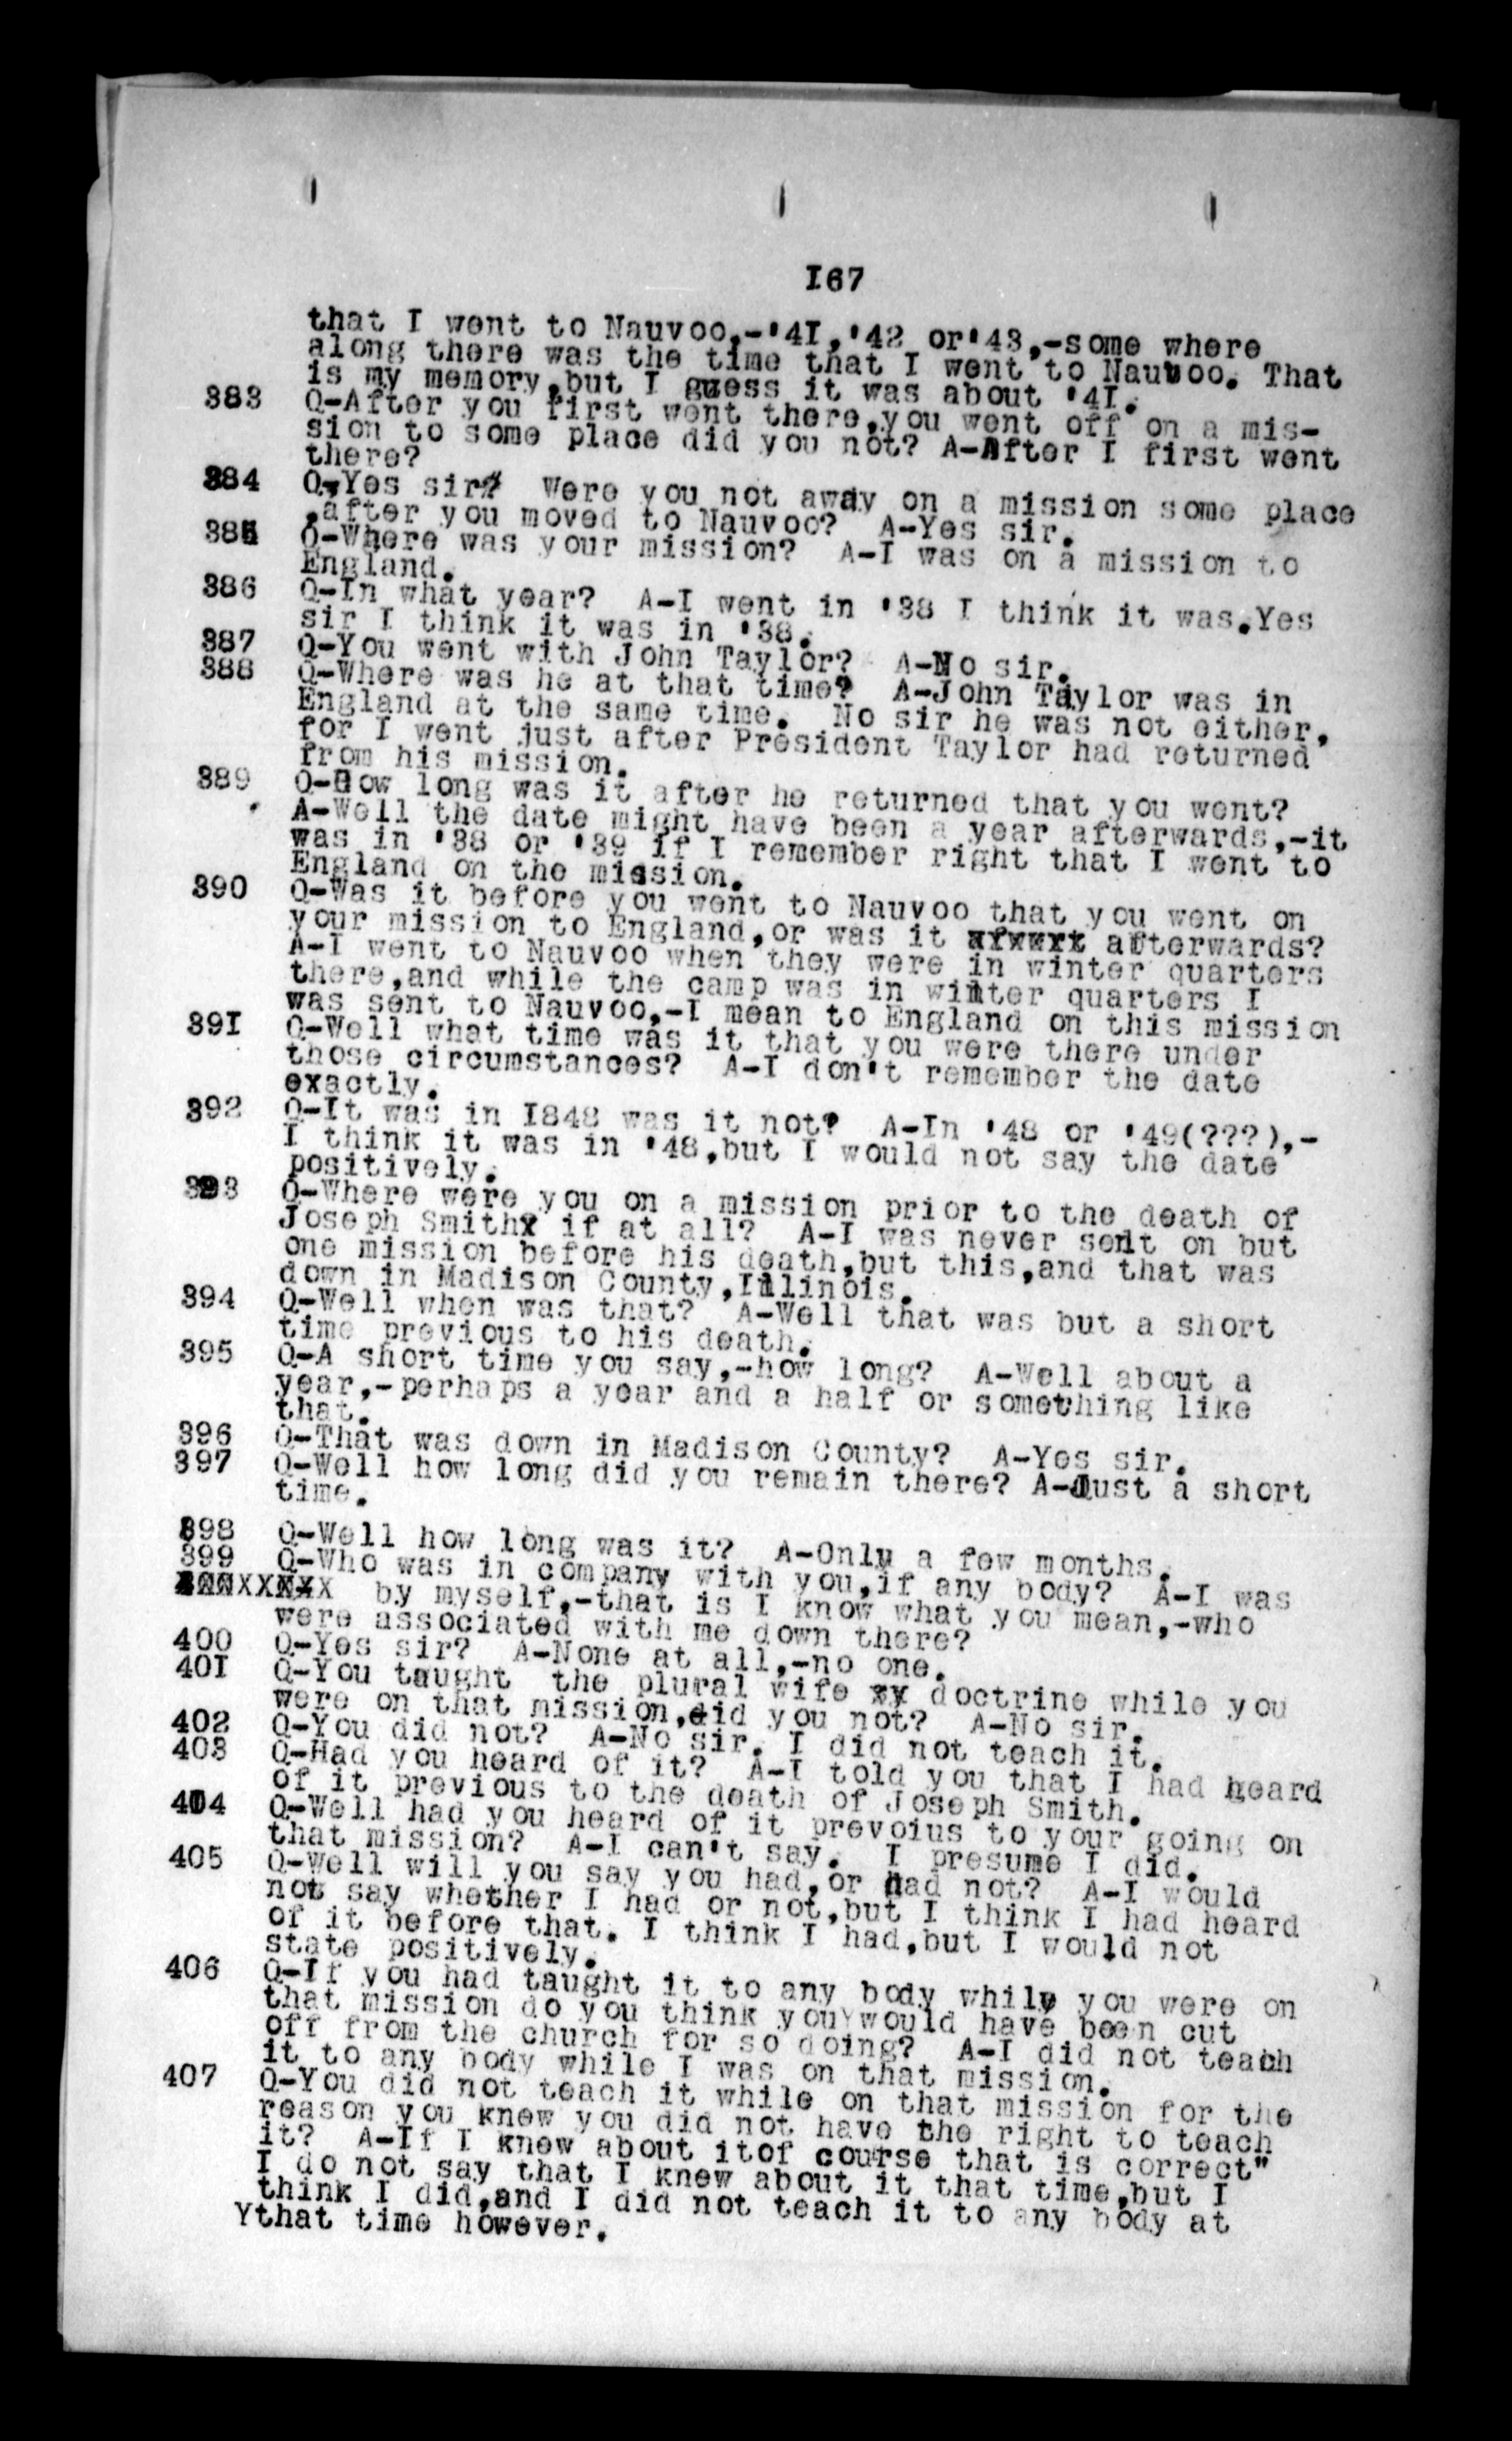 I67
that I went to Nauvoo,-'4I,'42 or'43,-some where
along there was the time that I went to Nauvoo. That
is my memory,but I guess it was about '4I.
383 Q-After you first went there,you went off on a mis-
sion to some place did you not? A-After I first went
there?
384 Q-Yes sir? Were you not away on a mission some place
,after you moved to Nauvoo? A-Yes sir.
385 Q-Where was your mission? A-I was on a mission to
England.
386 Q-In what year? A-I went in '38 I think it was.Yes
sir I think it was in '38.
387 Q-You went with John Taylor? A-No sir.
388 Q-Where was he at that time? A-John Taylor was in
England at the same time. No sir he was not either,
for I went just after President Taylor had returned
from his mission.
389 Q-How long was it after he returned that you went?
A-Well the date might have been a year afterwards,-it
was in '38 or '39 if I remember right that I went to
England on the mission.
390 Q-Was it before you went to Nauvoo that you went on
your mission to England,or was it xfwwrt afterwards?
A-I went to Nauvoo when they were in winter quarters
there,and while the camp was in winter quarters I
was sent to Nauvoo,-I mean to England on this mission
39I Q-Well what time was it that you were there under
those circumstances? A-I don't remember the date
exactly.
392 Q-It was in I848 was it not? A-In '48 or '49(???),-
I think it was in '48,but I would not say the date
positively.
393 Q-Where were you on a mission prior to the death of
Joseph Smith? if at all? A-I was never sent on but
one mission before his death,but this,and that was
down in Madison County,Illinois.
394 Q-Well when was that? A-Well that was but a short
time previous to his death.
395 Q-A short time you say,-how long? A-Well about a
year,-perhaps a year and a half or something like
that.
396 Q-That was down in Madison County? A-Yes sir.
397 Q-Well how long did you remain there? A-Just a short
time.
398 Q-Well how long was it? A-Only a few months.
399 Q-Who was in company with you,if any body? A-I was
by myself,-that is I know what you mean,-who
were associated with me down there?
400 Q-Yes sir? A-None at all,-no one.
40I Q-You taught the plural wife xy doctrine while you
were on that mission,did you not? A-No sir.
402 Q-You did not? A-No sir. I did not teach it.
403 Q-Had you heard of it? A-I told you that I had heard
of it previous to the death of Joseph Smith.
404 Q-Well had you heard of it prevoius to your going on
that mission? A-I can't say. I presume I did.
405 Q-Well will you say you had,or had not? A-I would
not say whether I had or not,but I think I had heard
of it before that. I think I had,but I would not
state positively.
406 Q-If you had taught it to any body while you were on
that mission do you think you would have been cut
off from the church for so doing? A-I did not teach
it to any body while I was on that mission.
407 Q-You did not teach it while on that mission for the
reason you knew you did not have the right to teach
it? A-If I knew about itof course that is correct"
I do not say that I knew about it that time,but I
think I did,and I did not teach it to any body at
Ythat time however.